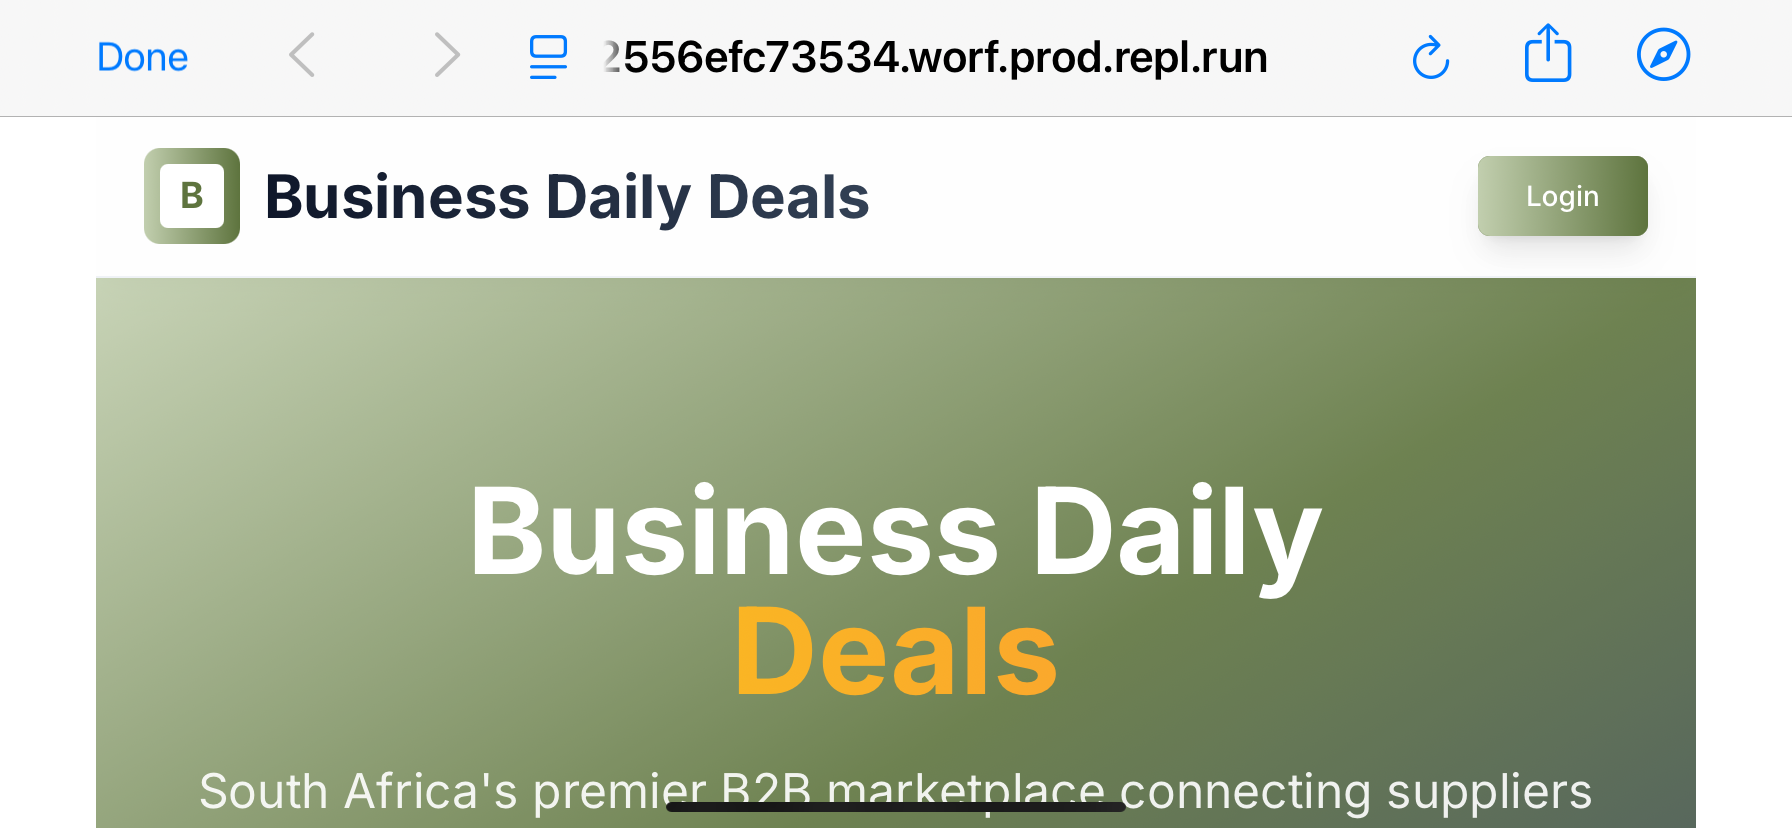 Done
2556efc73534.worf.prod.repl.run
B
Business Daily Deals
Login
Business Daily
Deals
South Africa's premier B2B marketplace connecting suppliers